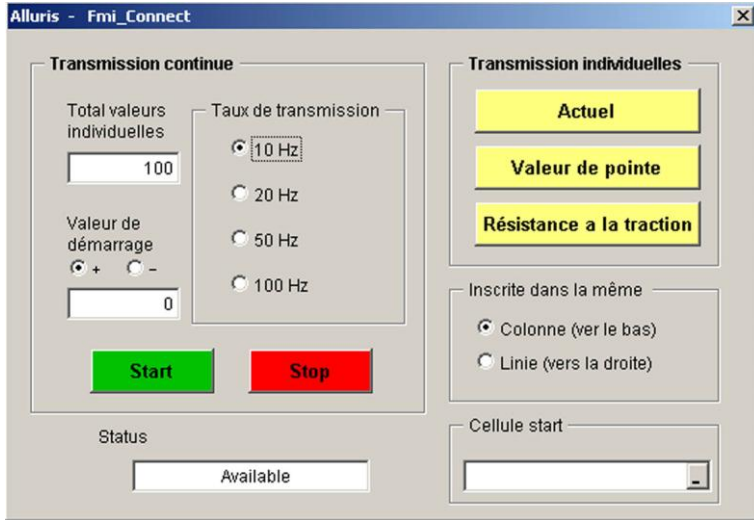 Alluris - Fmi_Connect
Transmission continue
Total valeurs
individuelles
100
Valeur de
démarrage
+ -
0
Taux de transmission
10 Hz
20 Hz
50 Hz
100 Hz
Start
Stop
Status
Available
Transmission individuelles
Actuel
Valeur de pointe
Résistance a la traction
Inscrite dans la même
Colonne (ver le bas)
Linie (vers la droite)
Cellule start
_